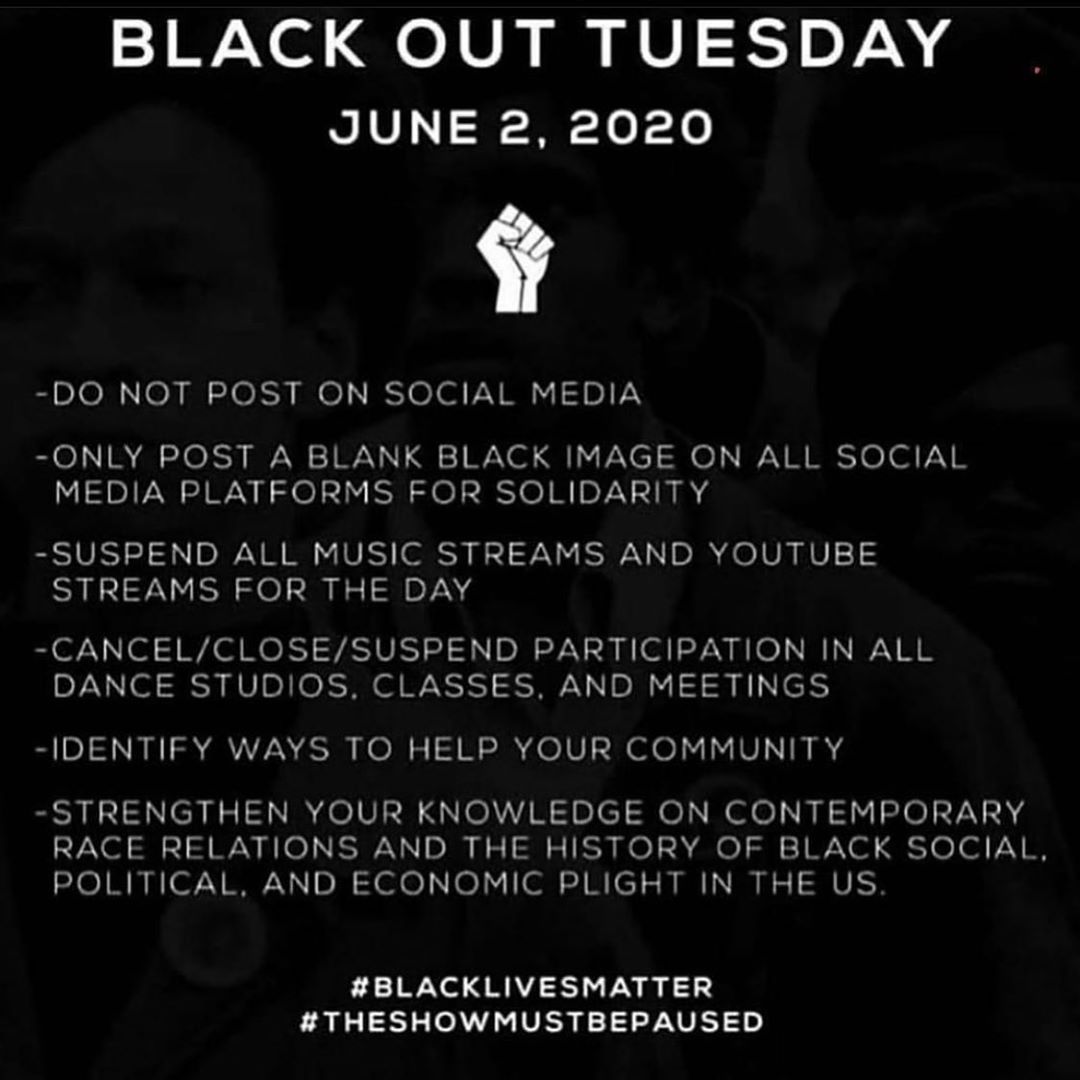 BLACK OUT TUESDAY
JUNE 2, 2020
-DO NOT POST ON SOCIAL MEDIA
-ONLY POST A BLANK BLACK IMAGE ON ALL SOCIAL
MEDIA PLATFORMS FOR SOLIDARITY
-SUSPEND ALL MUSIC STREAMS AND YOUTUBE
STREAMS FOR THE DAY
-CANCEL/CLOSE/SUSPEND PARTICIPATION IN ALL
DANCE STUDIOS, CLASSES, AND MEETINGS
-IDENTIFY WAYS TO HELP YOUR COMMUNITY
-STRENGTHEN YOUR KNOWLEDGE ON CONTEMPORARY
RACE RELATIONS AND THE HISTORY OF BLACK SOCIAL,
POLITICAL, AND ECONOMIC PLIGHT IN THE US.
#BLACKLIVESMATTER
#THESHOWMUSTBEPAUSED